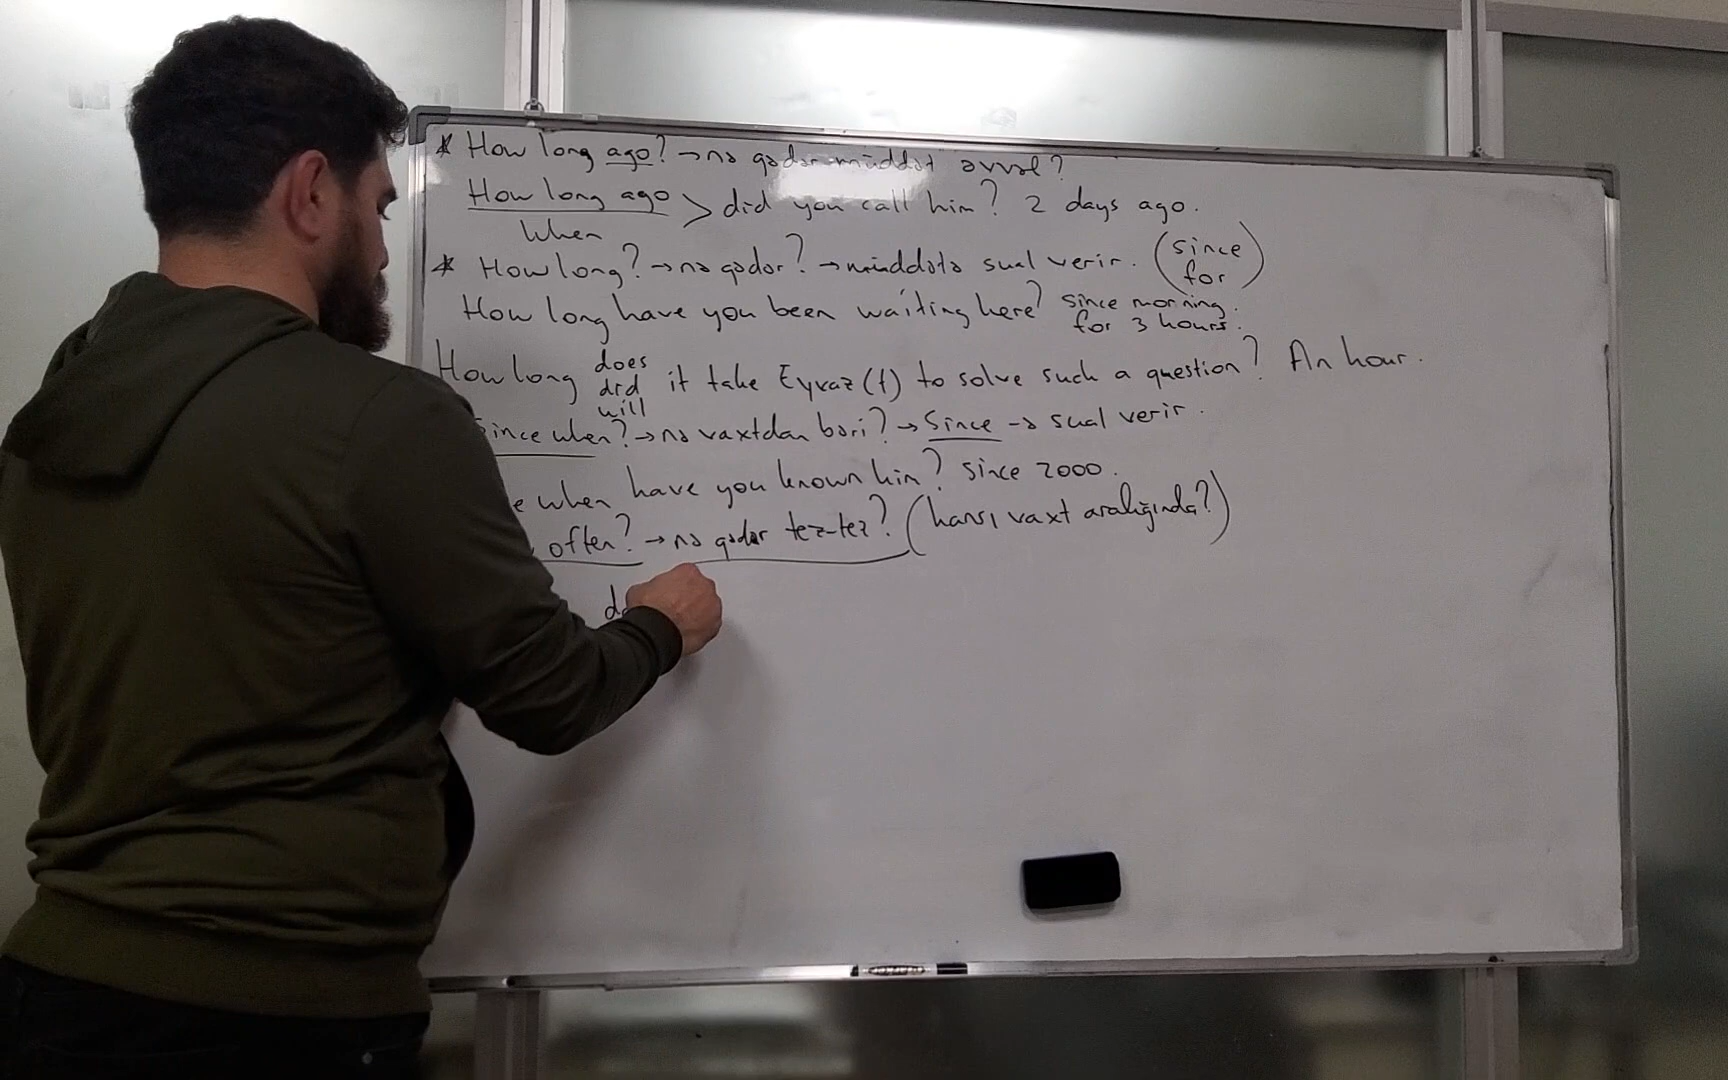 * How long ago? → nə qədər müddət əvvəl?
How long ago > did you call him? 2 days ago.
When
* How long? → nə qədər? → müddətə sual verir. (since
for)
How long have you been waiting here? since morning.
for 3 hours.
How long does it take Eyvaz (f) to solve such a question? An hour.
did
will
Since when? → nə vaxtdan bəri? → Since → sual verir.
e when have you known him? since 2000.
often? → nə qədər tez-tez? (hansı vaxt aralığında?)
do